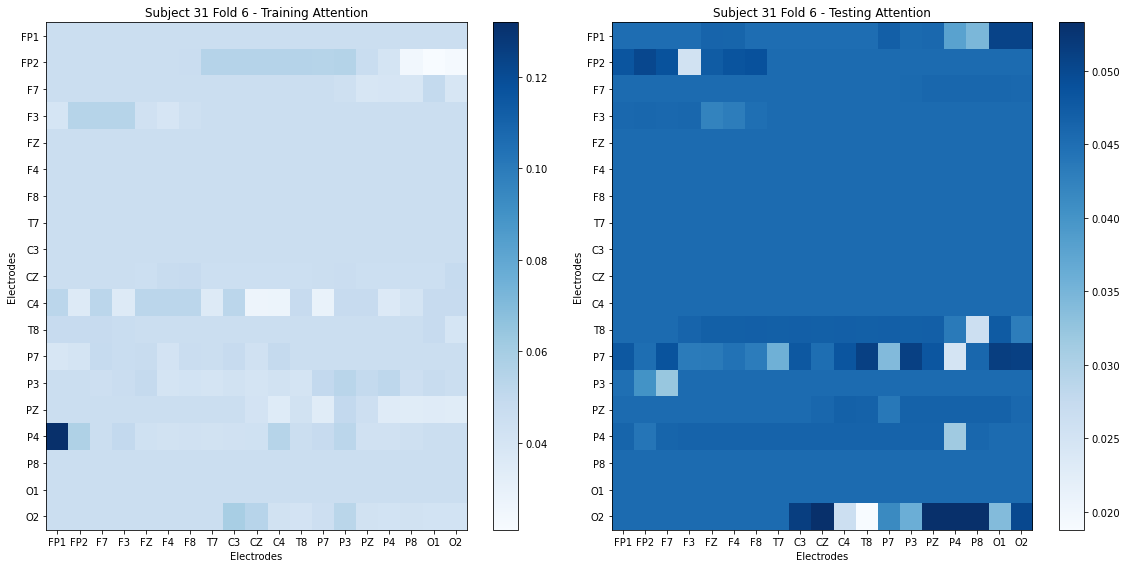 Subject 31 Fold 6 - Training Attention
Electrodes
FP1
FP2
F7
F3
FZ
F4
F8
T7
C3
CZ
C4
T8
P7
P3
PZ
P4
P8
O1
O2
FP1 FP2 F7 F3 FZ F4 F8 T7 C3 CZ C4 T8 P7 P3 PZ P4 P8 O1 O2
Electrodes
0.12
0.10
0.08
0.06
0.04
Subject 31 Fold 6 - Testing Attention
Electrodes
FP1
FP2
F7
F3
FZ
F4
F8
T7
C3
CZ
C4
T8
P7
P3
PZ
P4
P8
O1
O2
FP1 FP2 F7 F3 FZ F4 F8 T7 C3 CZ C4 T8 P7 P3 PZ P4 P8 O1 O2
Electrodes
0.050
0.045
0.040
0.035
0.030
0.025
0.020